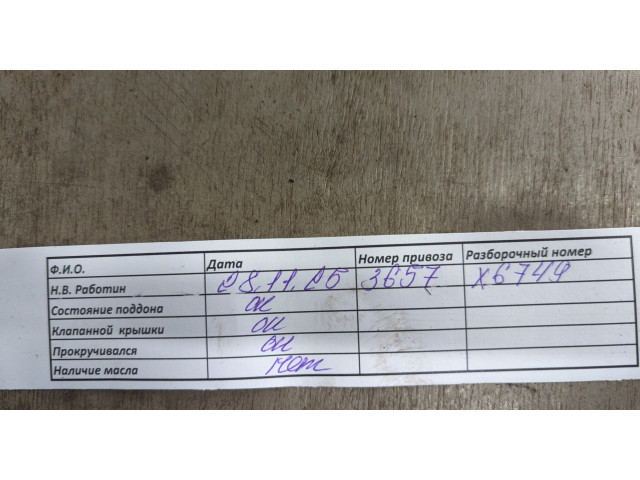 Ф.И.О. Дата Номер привоза Разборочный номер
Н.В. Работин 28.11.25 3657 х6749
Состояние поддона ок
Клапанной крышки ок
Прокручивался ок
Наличие масла нет